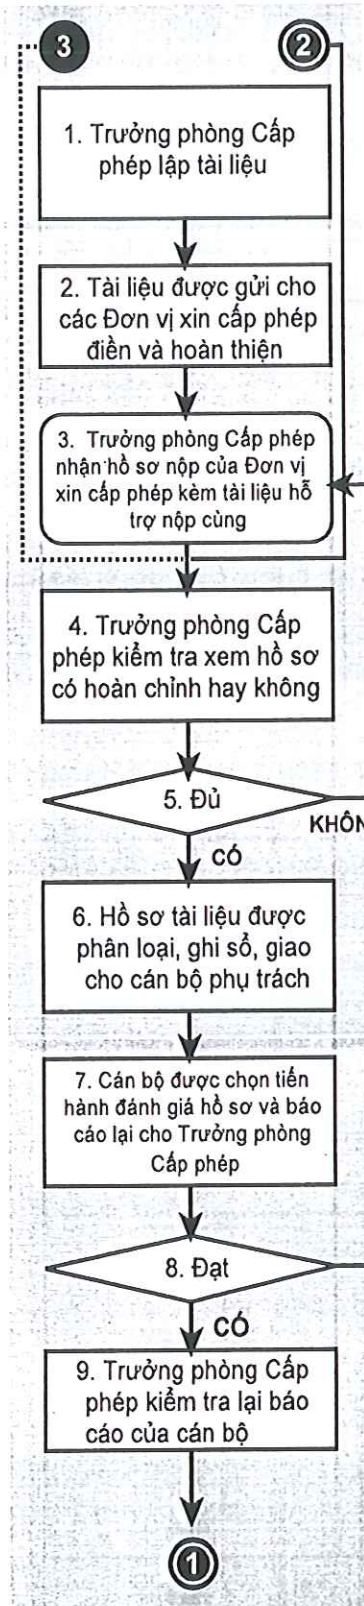 3
2
1. Trưởng phòng Cấp
phép lập tài liệu
2. Tài liệu được gửi cho
các Đơn vị xin cấp phép
điền và hoàn thiện
3. Trưởng phòng Cấp phép
nhận hồ sơ nộp của Đơn vị
xin cấp phép kèm tài liệu hỗ
trợ nộp cùng
4. Trưởng phòng Cấp
phép kiểm tra xem hồ sơ
có hoàn chỉnh hay không
5. Đủ
KHÔN
CÓ
6. Hồ sơ tài liệu được
phân loại, ghi sổ, giao
cho cán bộ phụ trách
7. Cán bộ được chọn tiến
hành đánh giá hồ sơ và báo
cáo lại cho Trưởng phòng
Cấp phép
8. Đạt
CÓ
9. Trưởng phòng Cấp
phép kiểm tra lại báo
cáo của cán bộ
1